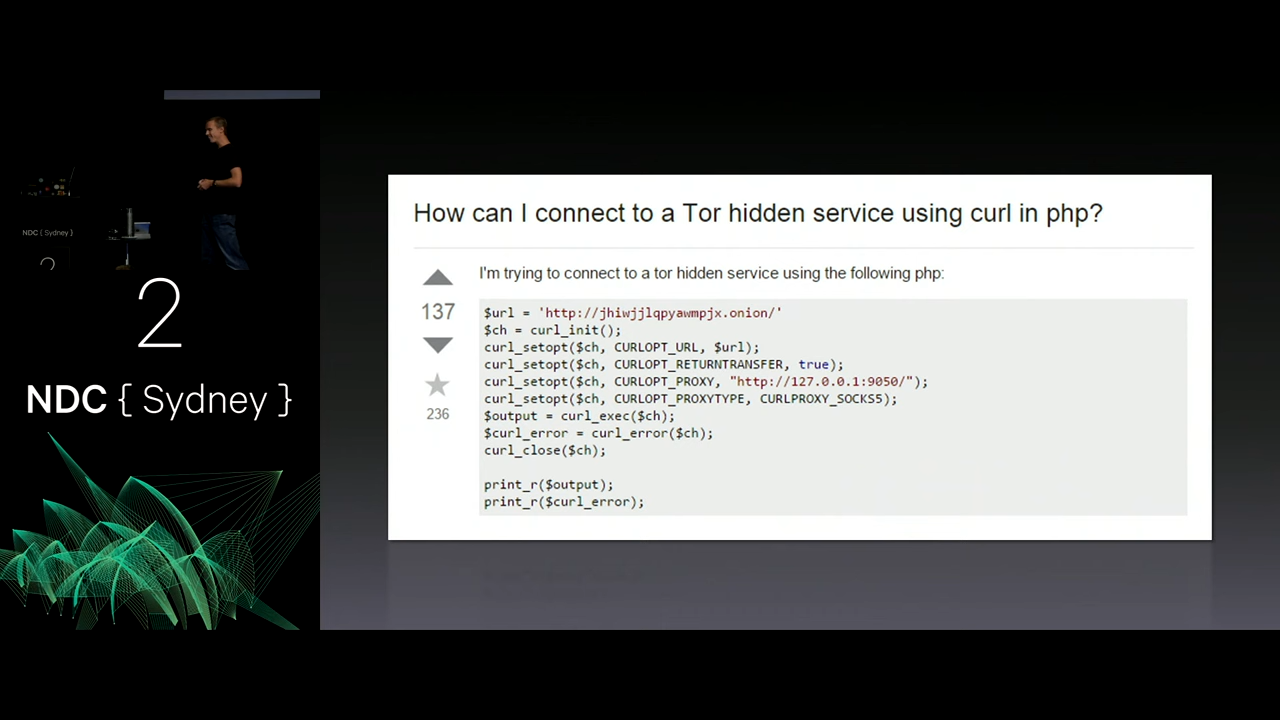 NDC { Sydney }
2
2
NDC { Sydney }
How can I connect to a Tor hidden service using curl in php?
137
236
I'm trying to connect to a tor hidden service using the following php:
$url = 'http://jhiwjjlqpyawmpjx.onion/'
$ch = curl_init();
curl_setopt($ch, CURLOPT_URL, $url);
curl_setopt($ch, CURLOPT_RETURNTRANSFER, true);
curl_setopt($ch, CURLOPT_PROXY, "http://127.0.0.1:9050/");
curl_setopt($ch, CURLOPT_PROXYTYPE, CURLPROXY_SOCKS5);
$output = curl_exec($ch);
$curl_error = curl_error($ch);
curl_close($ch);
print_r($output);
print_r($curl_error);